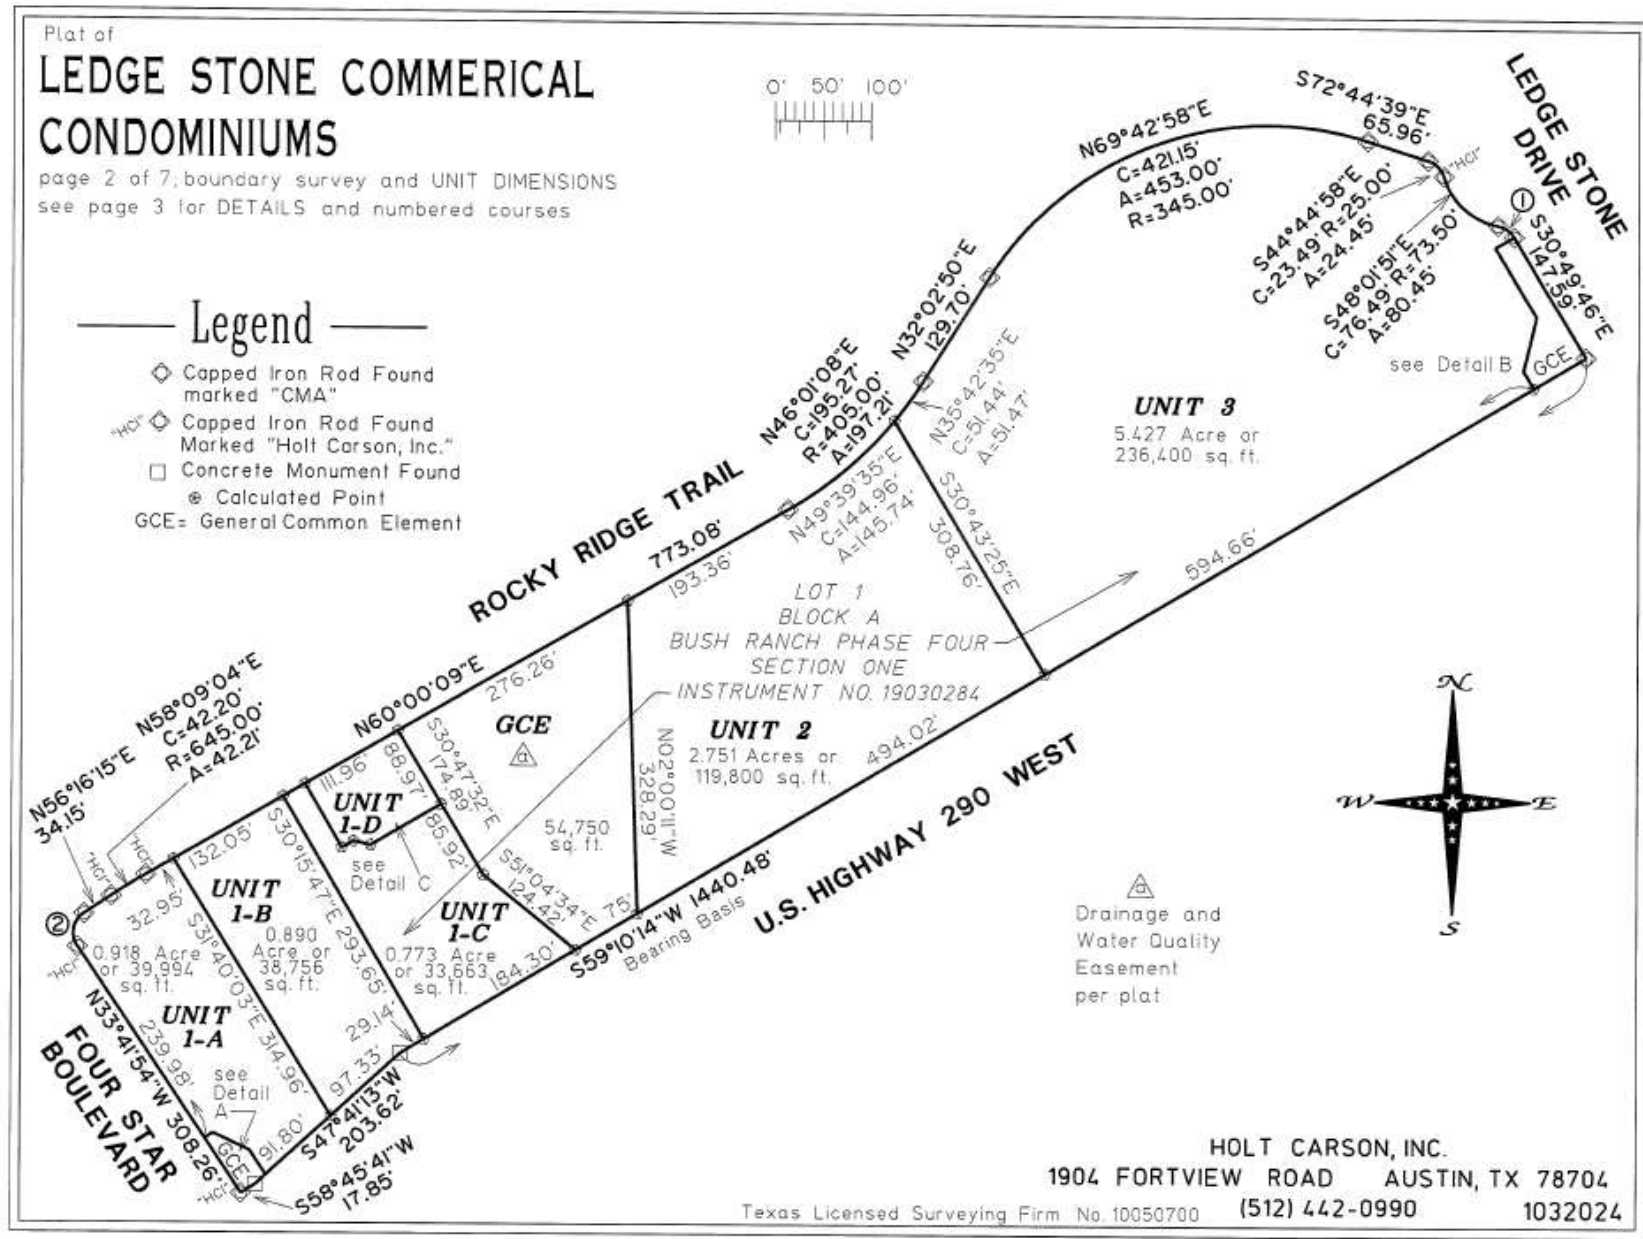 Plat of
LEDGE STONE COMMERICAL
CONDOMINIUMS
page 2 of 7; boundary survey and UNIT DIMENSIONS
see page 3 for DETAILS and numbered courses
0' 50' 100'
Legend
Capped Iron Rod Found
marked "CMA"
"HCI" Capped Iron Rod Found
Marked "Holt Carson, Inc."
Concrete Monument Found
Calculated Point
GCE= General Common Element
LEDGE STONE
DRIVE
S72°44'39"E
65.96'
"HCI"
N69°42'58"E
C=421.15'
A=453.00'
R=345.00'
S44°44'58"E
C=23.49' R=25.00'
A=24.45'
S48°01'51"E
C=76.49' R=73.50'
A=80.45'
1
S30°49'46"E
147.59'
see Detail B
GCE
N32°02'50"E
129.70'
N46°01'08"E
C=195.27'
R=405.00'
A=197.21'
N35°42'35"E
C=51.44'
A=51.47'
N49°39'35"E
C=144.96'
A=145.74'
S30°43'25"E
308.76'
UNIT 3
5.427 Acre or
236,400 sq. ft.
594.66'
ROCKY RIDGE TRAIL
773.08'
193.36'
LOT 1
BLOCK A
BUSH RANCH PHASE FOUR
SECTION ONE
INSTRUMENT NO. 19030284
UNIT 2
2.751 Acres or
119,800 sq. ft.
494.02'
N02°00'11"W
328.29'
276.26'
N60°00'09"E
GCE
a
54,750
sq. ft.
S30°47'32"E
174.89'
88.97'
85.92'
S51°04'34"E
124.42'
75'
111.96'
UNIT
1-D
see
Detail C
UNIT
1-C
0.773 Acre
or 33,663
sq. ft.
184.30'
S59°10'14"W 1440.48'
Bearing Basis
U.S. HIGHWAY 290 WEST
N58°09'04"E
C=42.20'
R=645.00'
A=42.21'
N56°16'15"E
34.15'
"HCI"
"HCI"
2
"HCI"
132.05'
32.95'
S30°15'47"E 293.65'
S31°40'03"E 314.96'
UNIT
1-B
0.890
Acre or
38,756
sq. ft.
0.918 Acre
or 39,994
sq. ft.
UNIT
1-A
see
Detail
A
GCE
"HCI"
239.98'
N33°41'54"W 308.26'
FOUR STAR
BOULEVARD
91.80'
97.33'
29.14'
S47°41'13"W
203.62'
S58°45'41"W
17.85'
N
W E
S
a
Drainage and
Water Quality
Easement
per plat
HOLT CARSON, INC.
1904 FORTVIEW ROAD AUSTIN, TX 78704
Texas Licensed Surveying Firm No. 10050700 (512) 442-0990 1032024